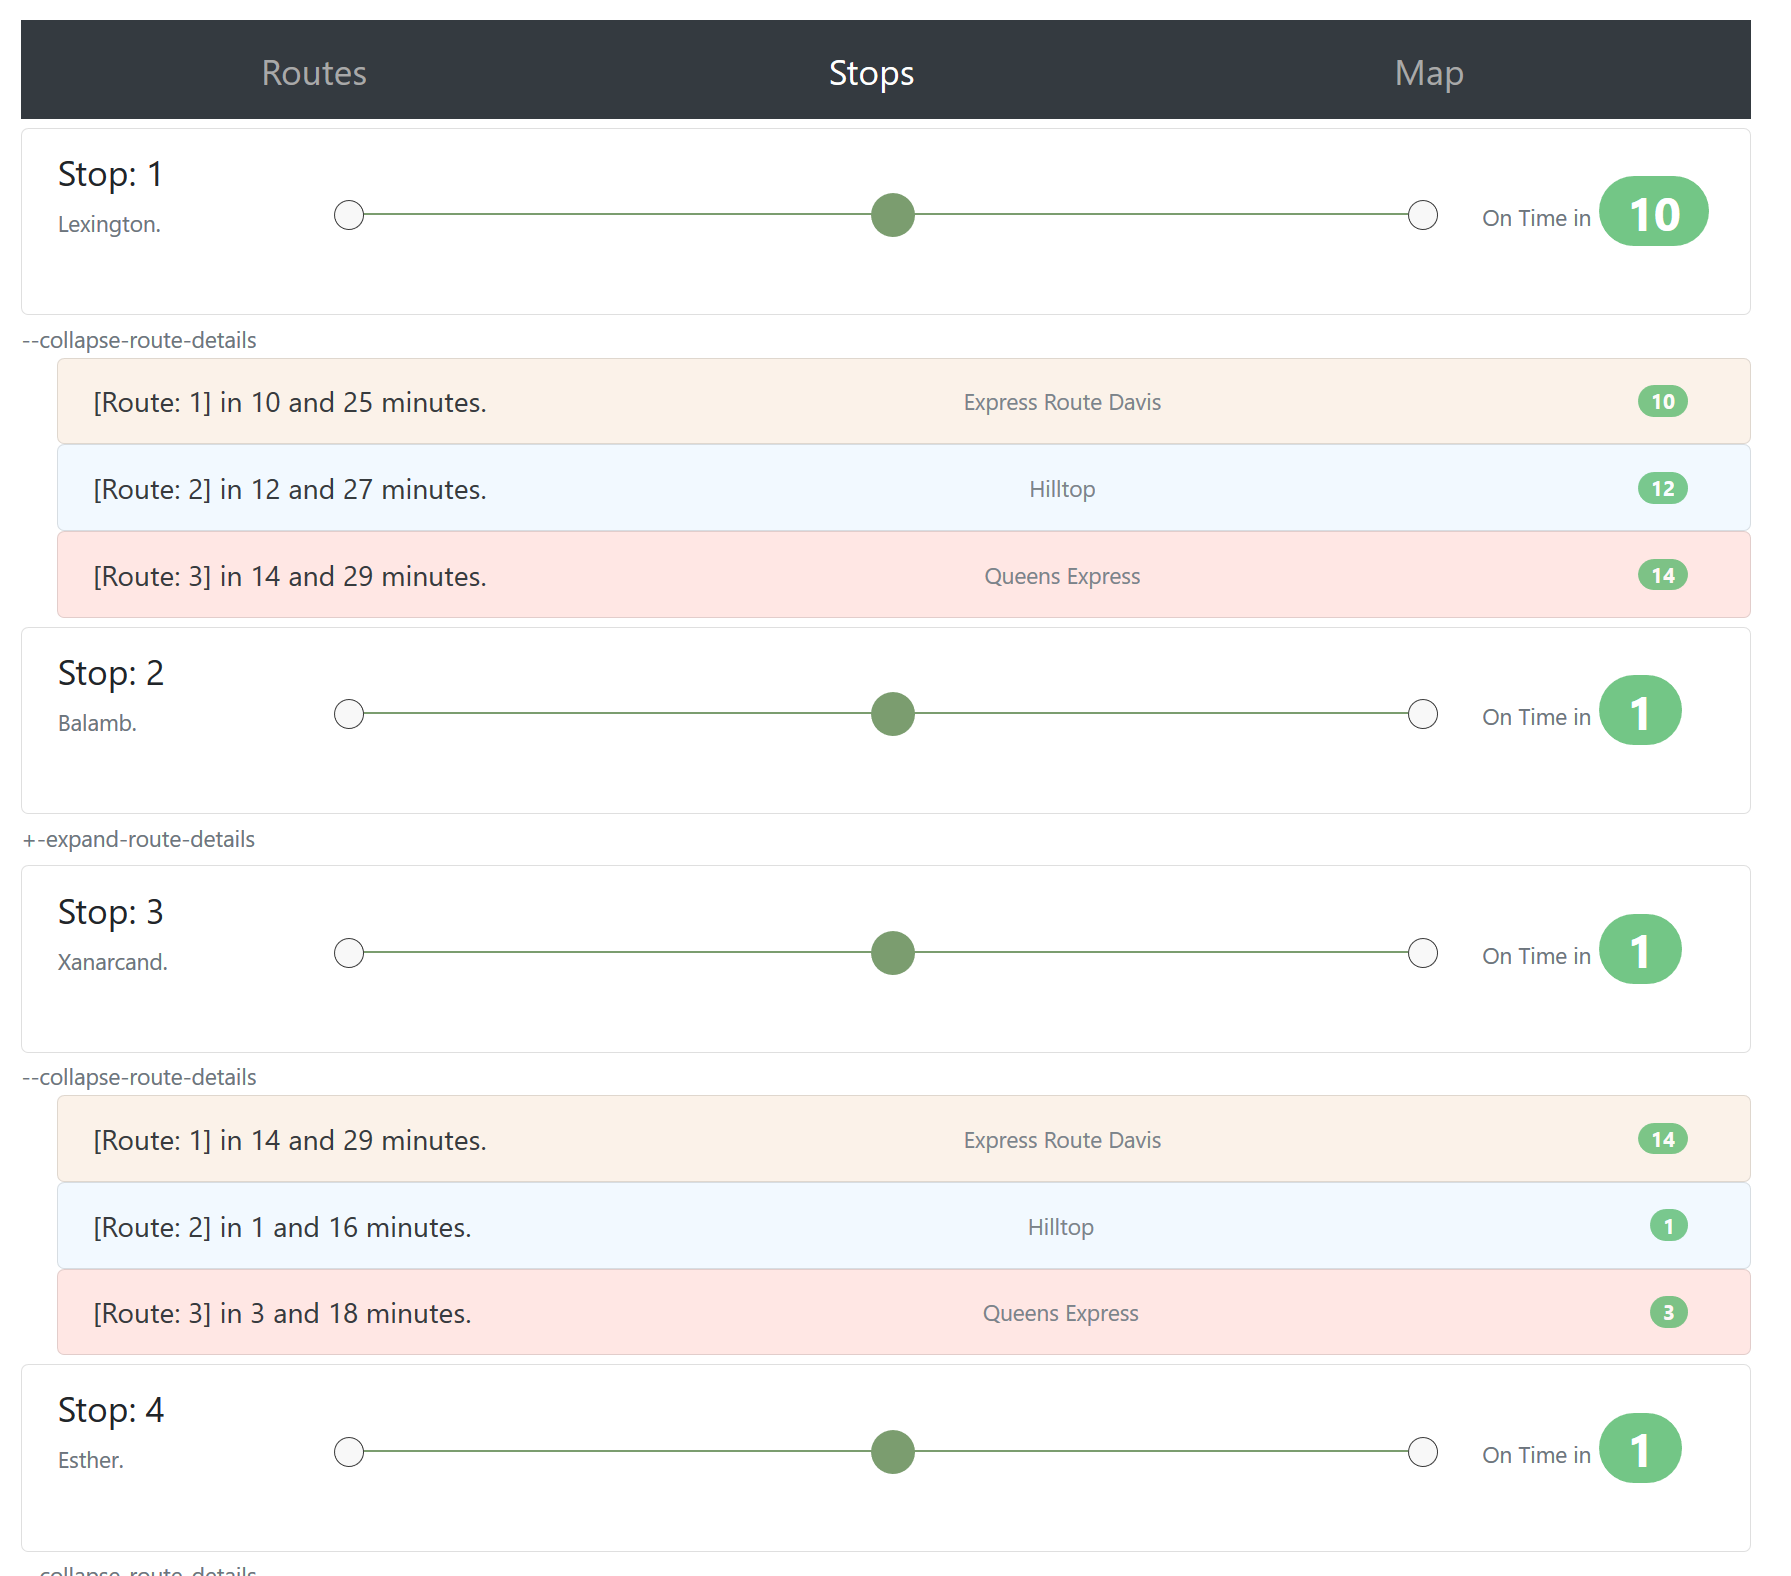 Routes Stops Map
Stop: 1
Lexington.
On Time in 10
--collapse-route-details
[Route: 1] in 10 and 25 minutes. Express Route Davis 10
[Route: 2] in 12 and 27 minutes. Hilltop 12
[Route: 3] in 14 and 29 minutes. Queens Express 14
Stop: 2
Balamb.
On Time in 1
+-expand-route-details
Stop: 3
Xanarcand.
On Time in 1
--collapse-route-details
[Route: 1] in 14 and 29 minutes. Express Route Davis 14
[Route: 2] in 1 and 16 minutes. Hilltop 1
[Route: 3] in 3 and 18 minutes. Queens Express 3
Stop: 4
Esther.
On Time in 1
--collapse-route-details